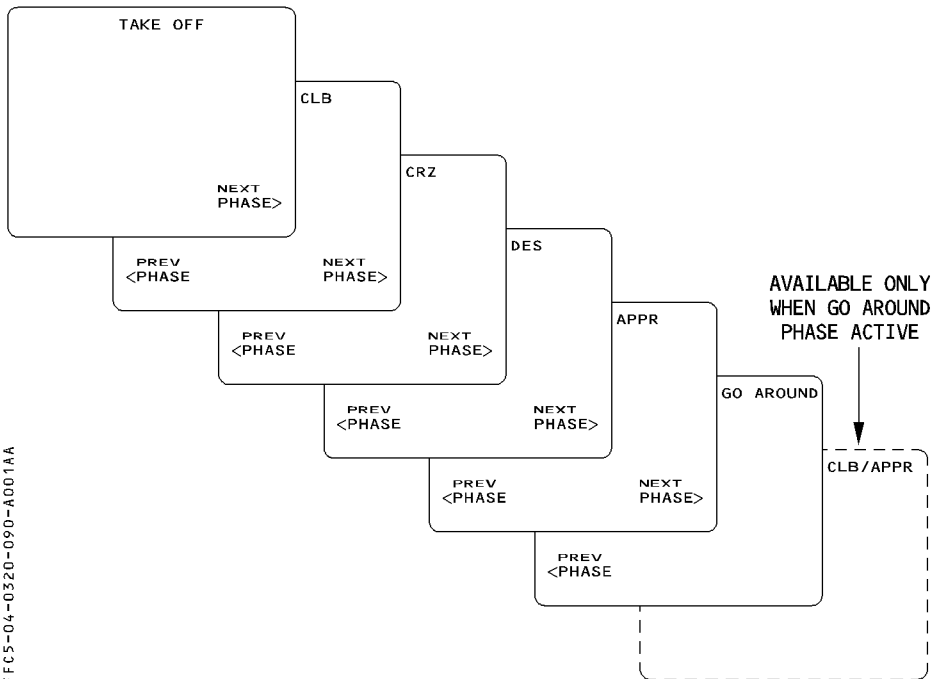 TAKE OFF
NEXT
PHASE>
CLB
PREV
<PHASE
NEXT
PHASE>
CRZ
PREV
<PHASE
NEXT
PHASE>
DES
PREV
<PHASE
NEXT
PHASE>
APPR
PREV
<PHASE
NEXT
PHASE>
GO AROUND
PREV
<PHASE
AVAILABLE ONLY
WHEN GO AROUND
PHASE ACTIVE
CLB/APPR
FC5-04-0320-090-A001AA